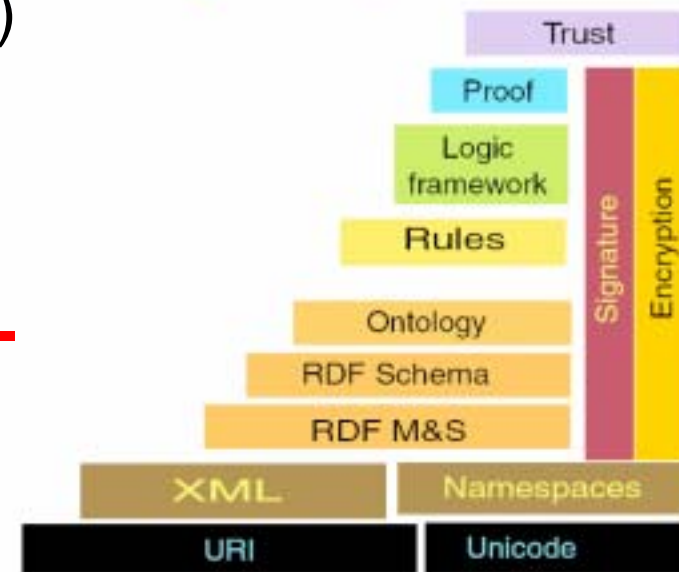 )
Trust
Proof
Logic
framework
Rules
Ontology
RDF Schema
RDF M&S
Signature
Encryption
XML
Namespaces
URI
Unicode